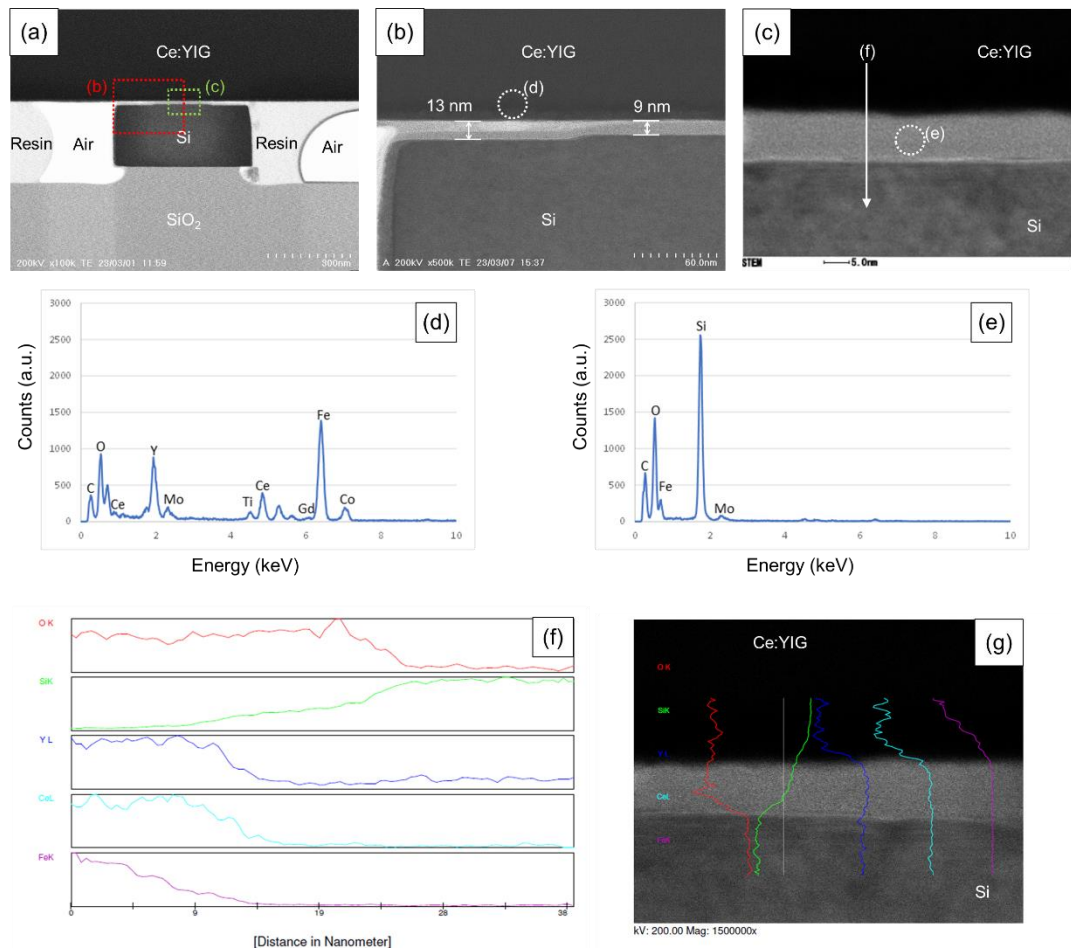 (a)
Ce:YIG
(b)
(c)
Resin
Air
Si
Resin
Air
SiO2
200kV x100k TE 23/03/01 11:59
300nm
(b)
Ce:YIG
(d)
13 nm
9 nm
Si
A 200kV x500k TE 23/03/07 15:37
60.0nm
(c)
(f)
Ce:YIG
(e)
Si
STEM
5.0nm
(d)
Counts (a.u.)
3000
2500
2000
1500
1000
500
0
C
O
Ce
Y
Mo
Ti
Ce
Gd
Fe
Co
0 2 4 6 8 10
Energy (keV)
(e)
Counts (a.u.)
3000
2500
2000
1500
1000
500
0
C
O
Fe
Si
Mo
0 2 4 6 8 10
Energy (keV)
(f)
O K
SiK
Y L
CeL
FeK
0 9 19 28 38
[Distance in Nanometer]
(g)
Ce:YIG
O K
SiK
Y L
CeL
FeK
Si
kV: 200.00 Mag: 1500000x